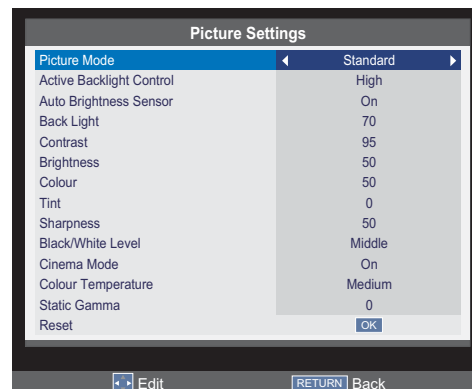 Picture Settings
Picture Mode Standard
Active Backlight Control High
Auto Brightness Sensor On
Back Light 70
Contrast 95
Brightness 50
Colour 50
Tint 0
Sharpness 50
Black/White Level Middle
Cinema Mode On
Colour Temperature Medium
Static Gamma 0
Reset OK
Edit RETURN Back